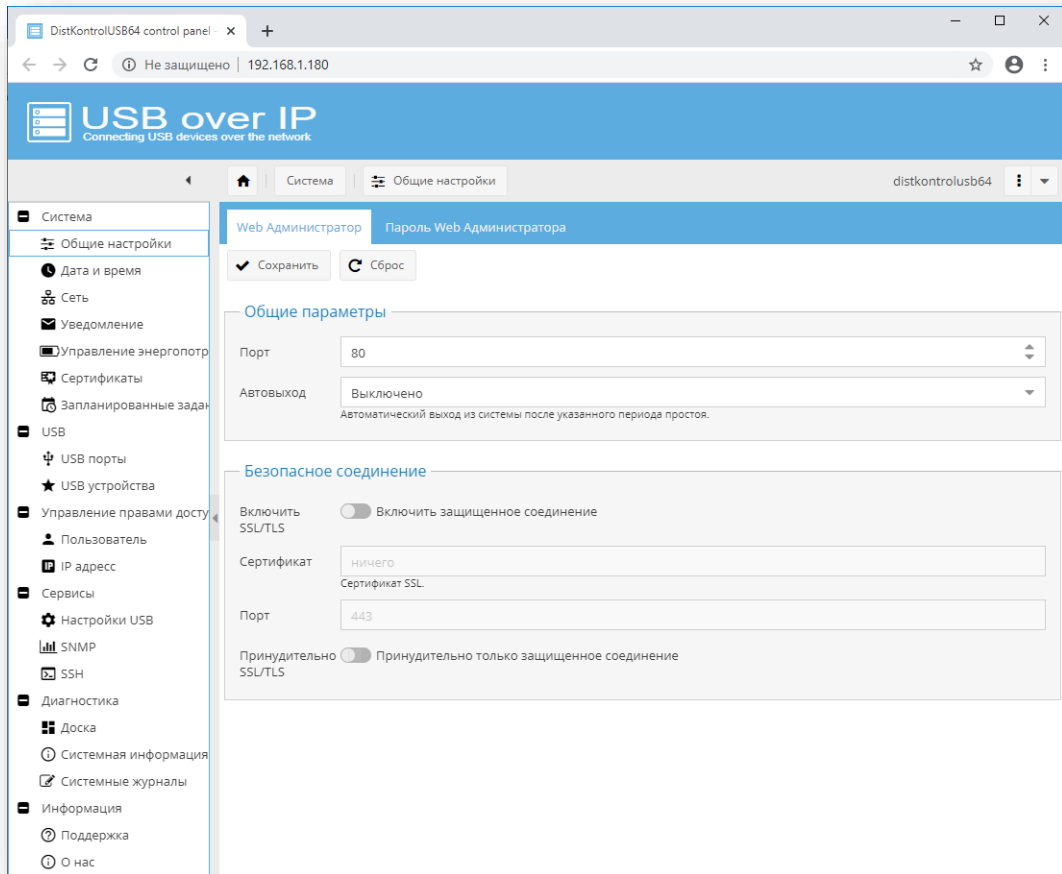 DistKontrolUSB64 control panel -
Не защищено | 192.168.1.180
USB over IP
Connecting USB devices over the network
Система
Общие настройки
distkontrolusb64
Система
Общие настройки
Дата и время
Сеть
Уведомление
Управление энергопотр
Сертификаты
Запланированные задан
USB
USB порты
USB устройства
Управление правами досту
Пользователь
IP адресс
Сервисы
Настройки USB
SNMP
SSH
Диагностика
Доска
Системная информация
Системные журналы
Информация
Поддержка
О нас
Web Администратор
Пароль Web Администратора
Сохранить
Сброс
Общие параметры
Порт
80
Автовыход
Выключено
Автоматический выход из системы после указанного периода простоя.
Безопасное соединение
Включить SSL/TLS
Включить защищенное соединение
Сертификат
ничего
Сертификат SSL.
Порт
443
Принудительно SSL/TLS
Принудительно только защищенное соединение